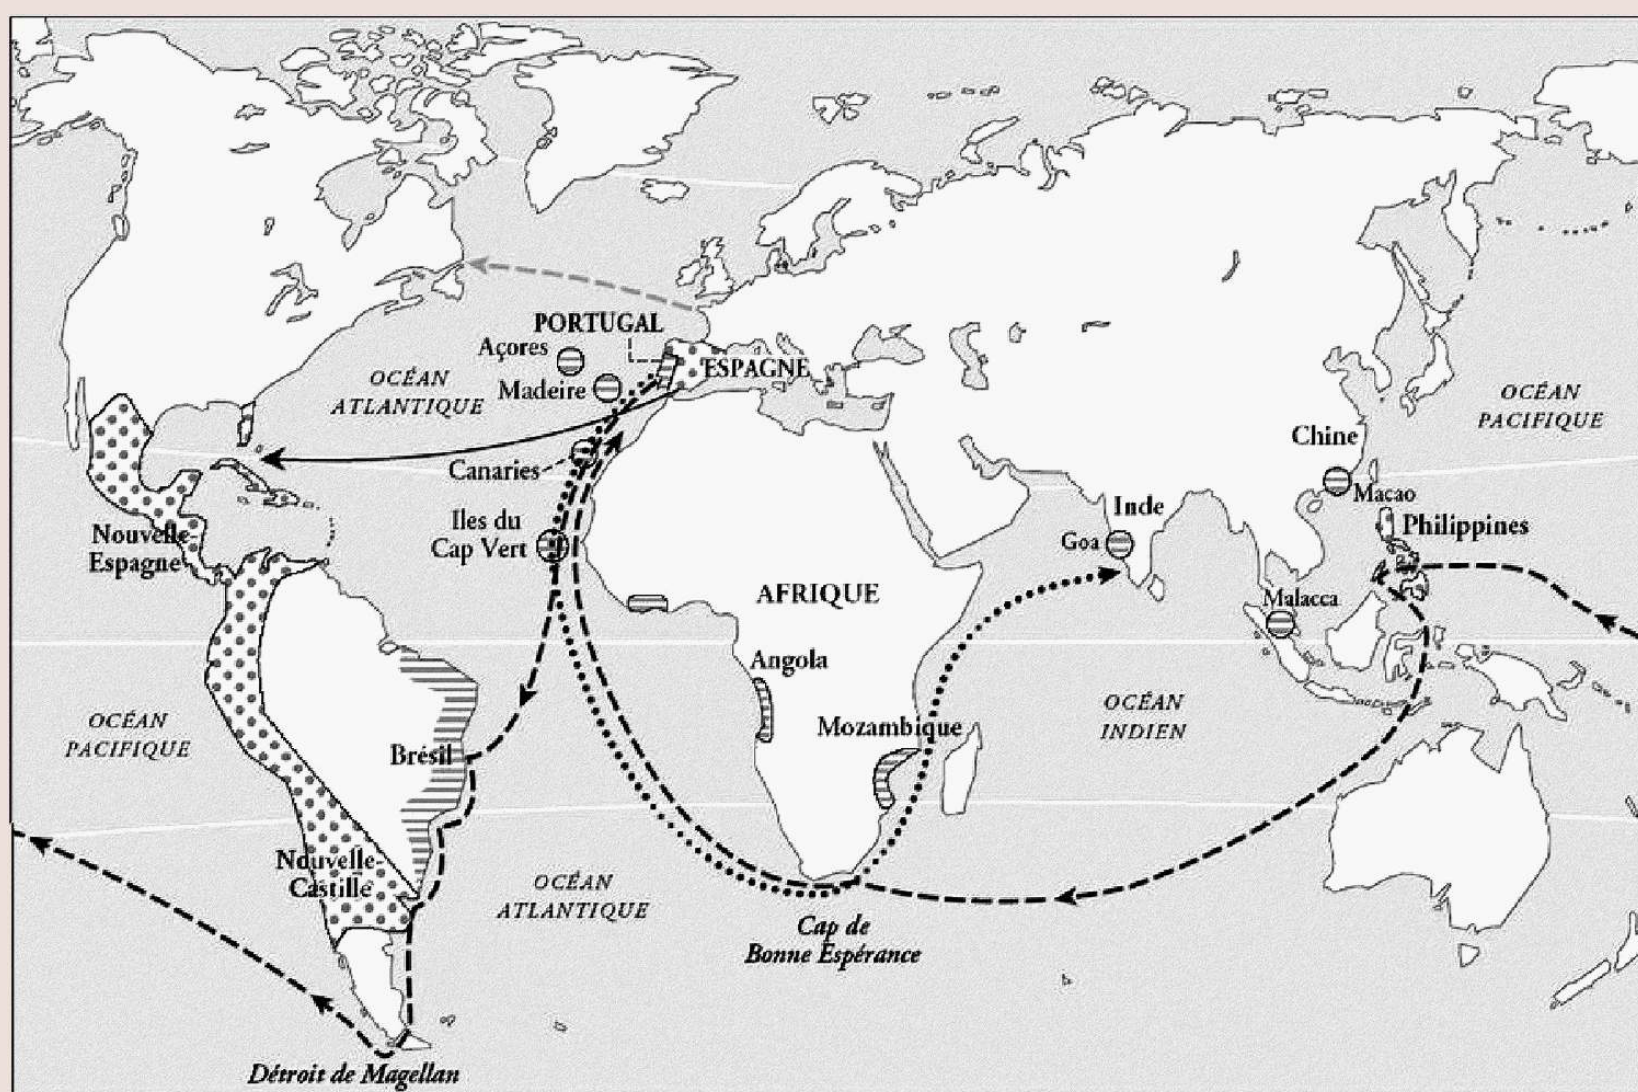 PORTUGAL
Açores
ESPAGNE
Madeire
OCÉAN
ATLANTIQUE
OCÉAN
PACIFIQUE
Chine
Canaries
Macao
Inde
Iles du
Cap Vert
Philippines
Nouvelle-
Espagne
Goa
AFRIQUE
Malacca
Angola
OCÉAN
INDIEN
OCÉAN
PACIFIQUE
Mozambique
Brésil
Nouvelle-
Castille
OCÉAN
ATLANTIQUE
Cap de
Bonne Espérance
Détroit de Magellan